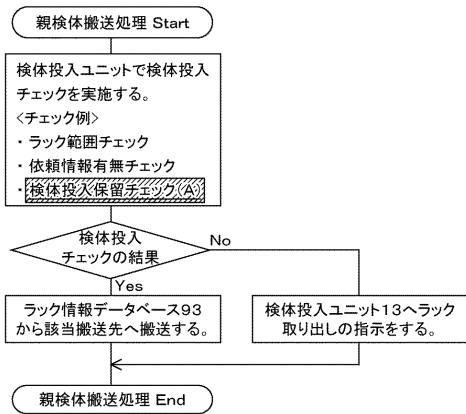 親検体搬送処理 Start
検体投入ユニットで検体投入
チェックを実施する。
<チェック例>
・ ラック範囲チェック
・ 依頼情報有無チェック
・検体投入保留チェック(A)
検体投入
チェックの結果
No
Yes
ラック情報データベース93
から該当搬送先へ搬送する。
検体投入ユニット13へラック
取り出しの指示をする。
親検体搬送処理 End